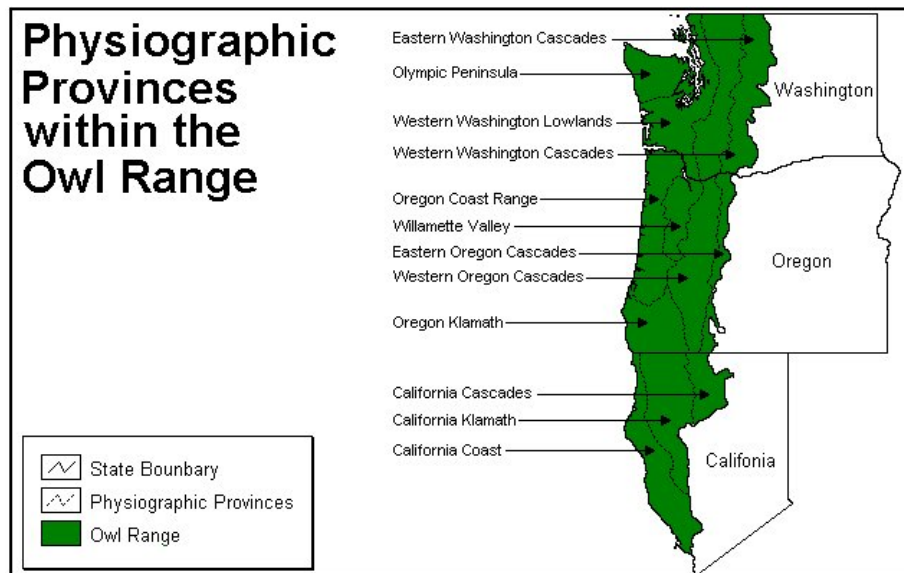 Physiographic
Provinces
within the
Owl Range
Eastern Washington Cascades
Olympic Peninsula
Washington
Western Washington Lowlands
Western Washington Cascades
Oregon Coast Range
Willamette Valley
Eastern Oregon Cascades
Oregon
Western Oregon Cascades
Oregon Klamath
California Cascades
California Klamath
California Coast
Califonia
State Bounbary
Physiographic Provinces
Owl Range